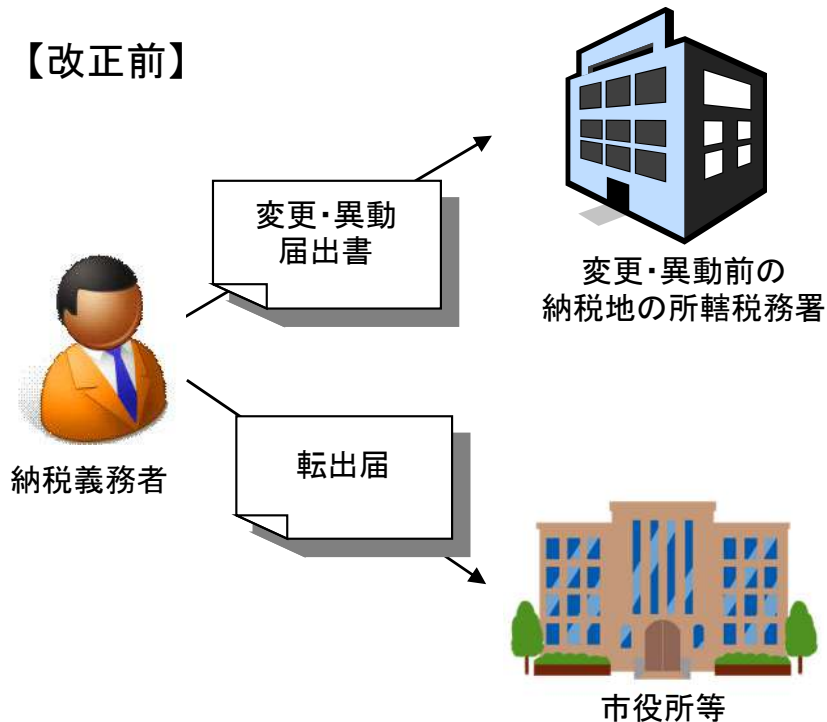 【改正前】
変更・異動
届出書
変更・異動前の
納税地の所轄税務署
納税義務者
転出届
市役所等